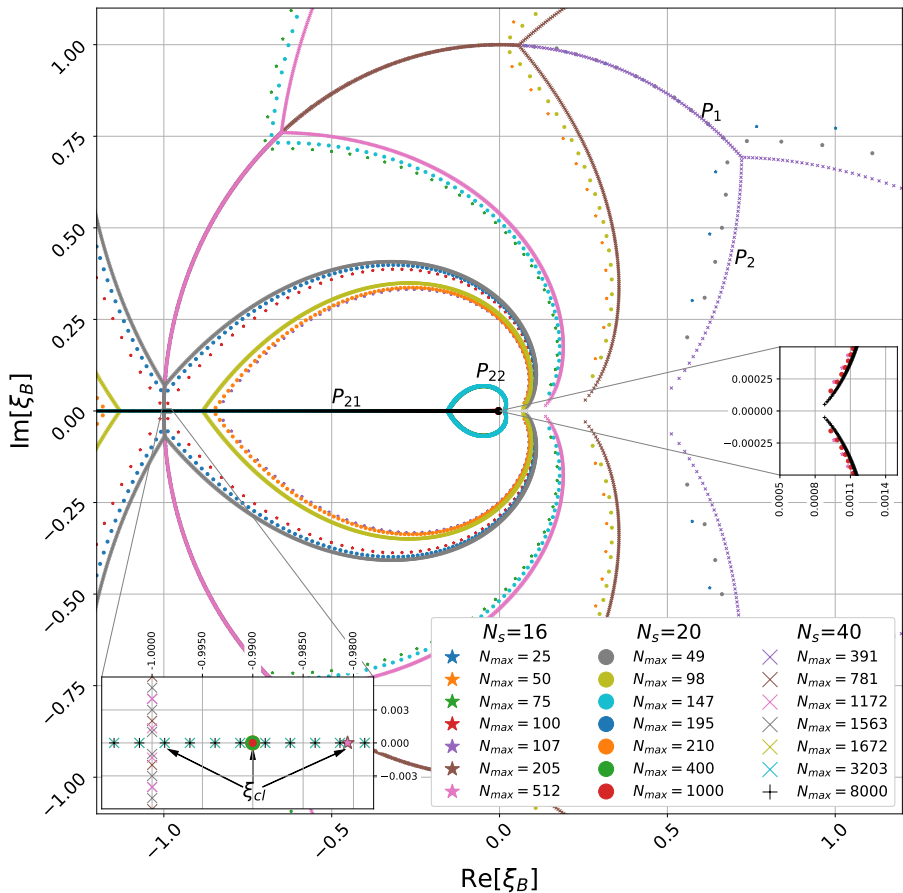 1.00
0.75
0.50
0.25
0.00
−0.25
−0.50
−0.75
−1.00
Im[ξB]
P1
P2
P21
P22
0.00025
0.00000
−0.00025
0.0005
0.0008
0.0011
0.0014
−1.0000
−0.9950
−0.9900
−0.9850
−0.9800
0.003
0.000
−0.003
ξcl
NS=16
Nmax = 25
Nmax = 50
Nmax = 75
Nmax = 100
Nmax = 107
Nmax = 205
Nmax = 512
NS=20
Nmax = 49
Nmax = 98
Nmax = 147
Nmax = 195
Nmax = 210
Nmax = 400
Nmax = 1000
NS=40
Nmax = 391
Nmax = 781
Nmax = 1172
Nmax = 1563
Nmax = 1672
Nmax = 3203
Nmax = 8000
−1.0
−0.5
0.0
0.5
1.0
Re[ξB]